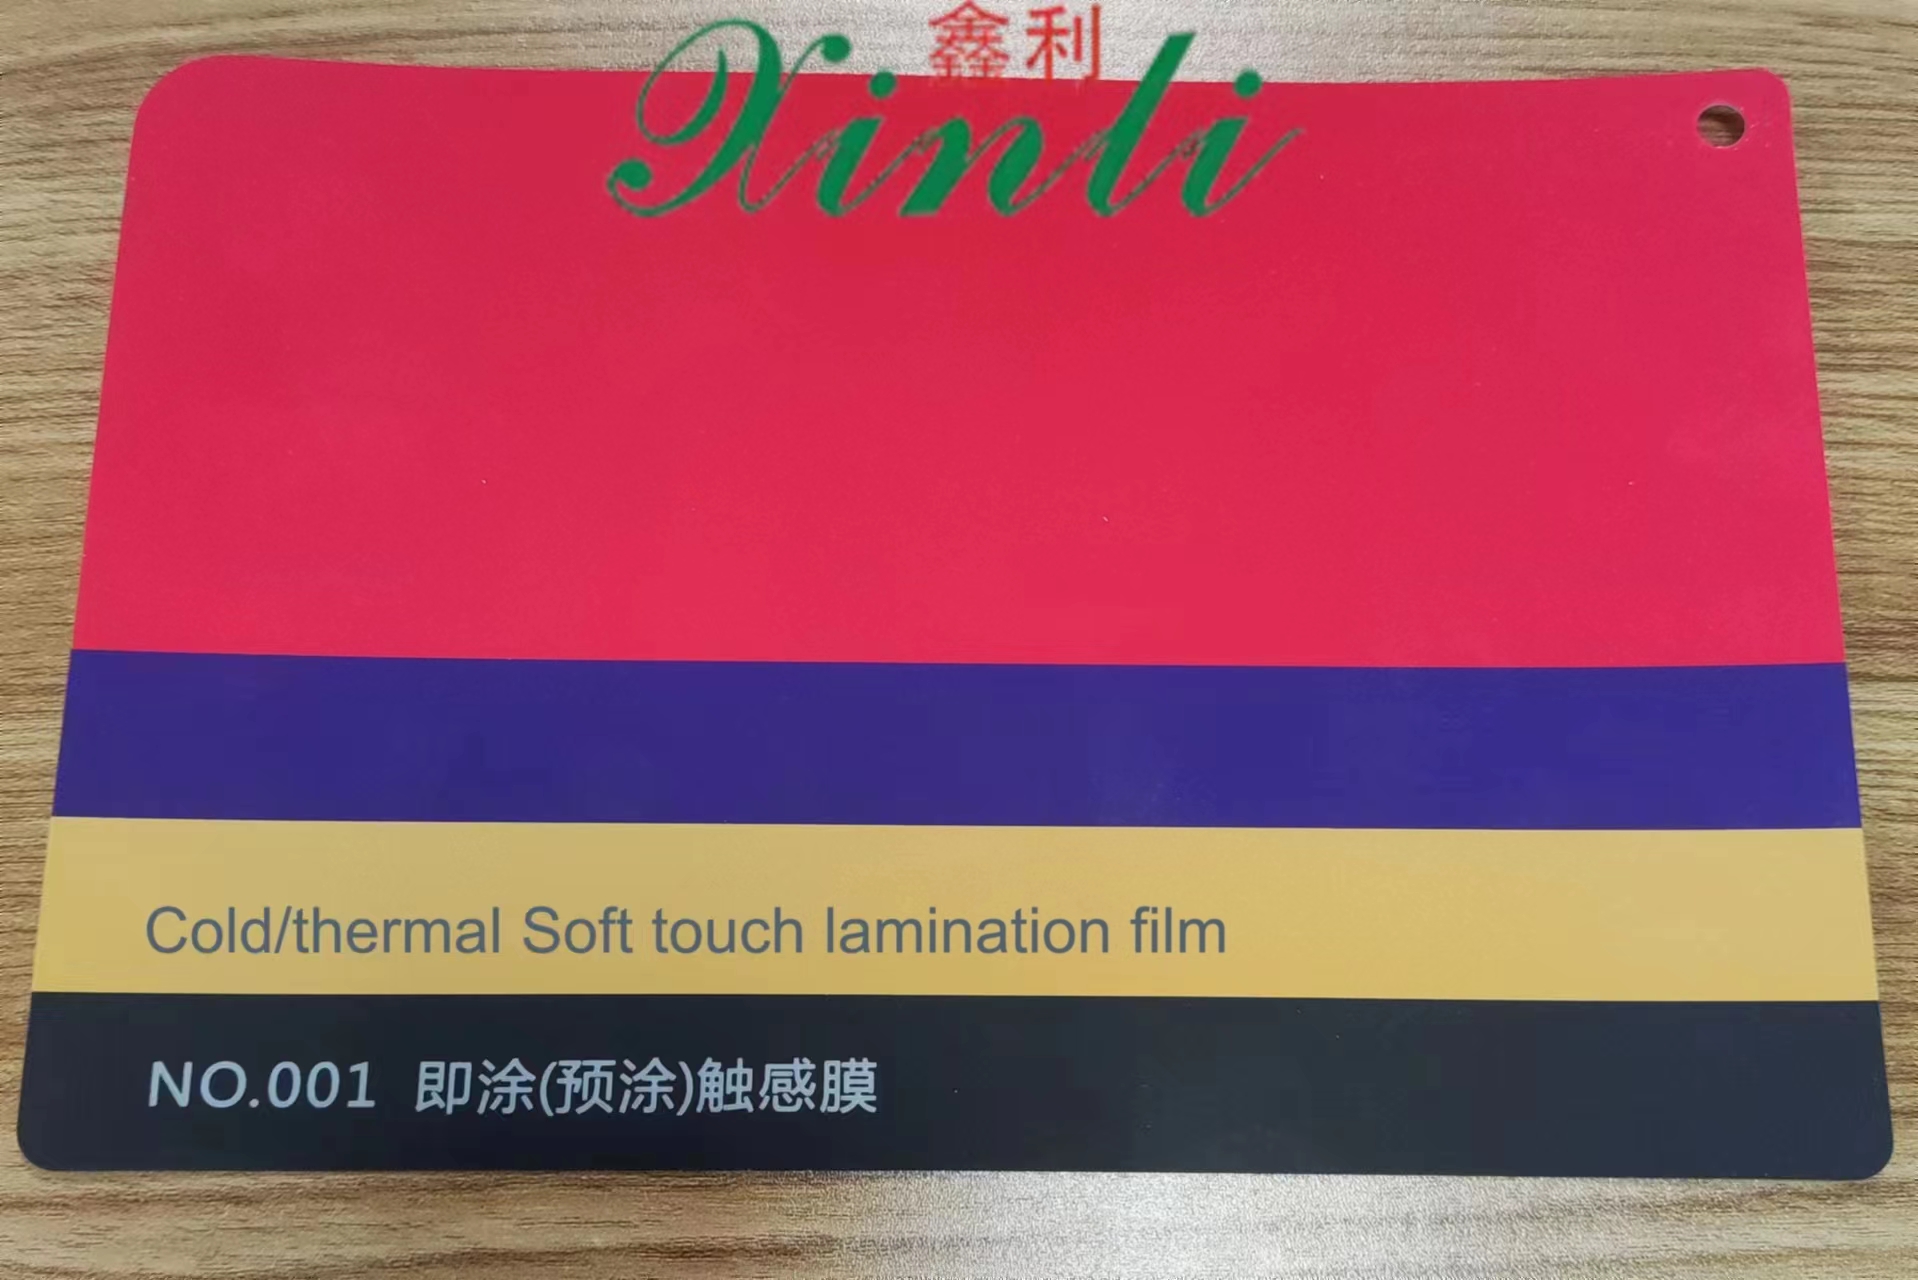 鑫利
Xinli
Cold/thermal Soft touch lamination film
NO.001 即涂(预涂)触感膜